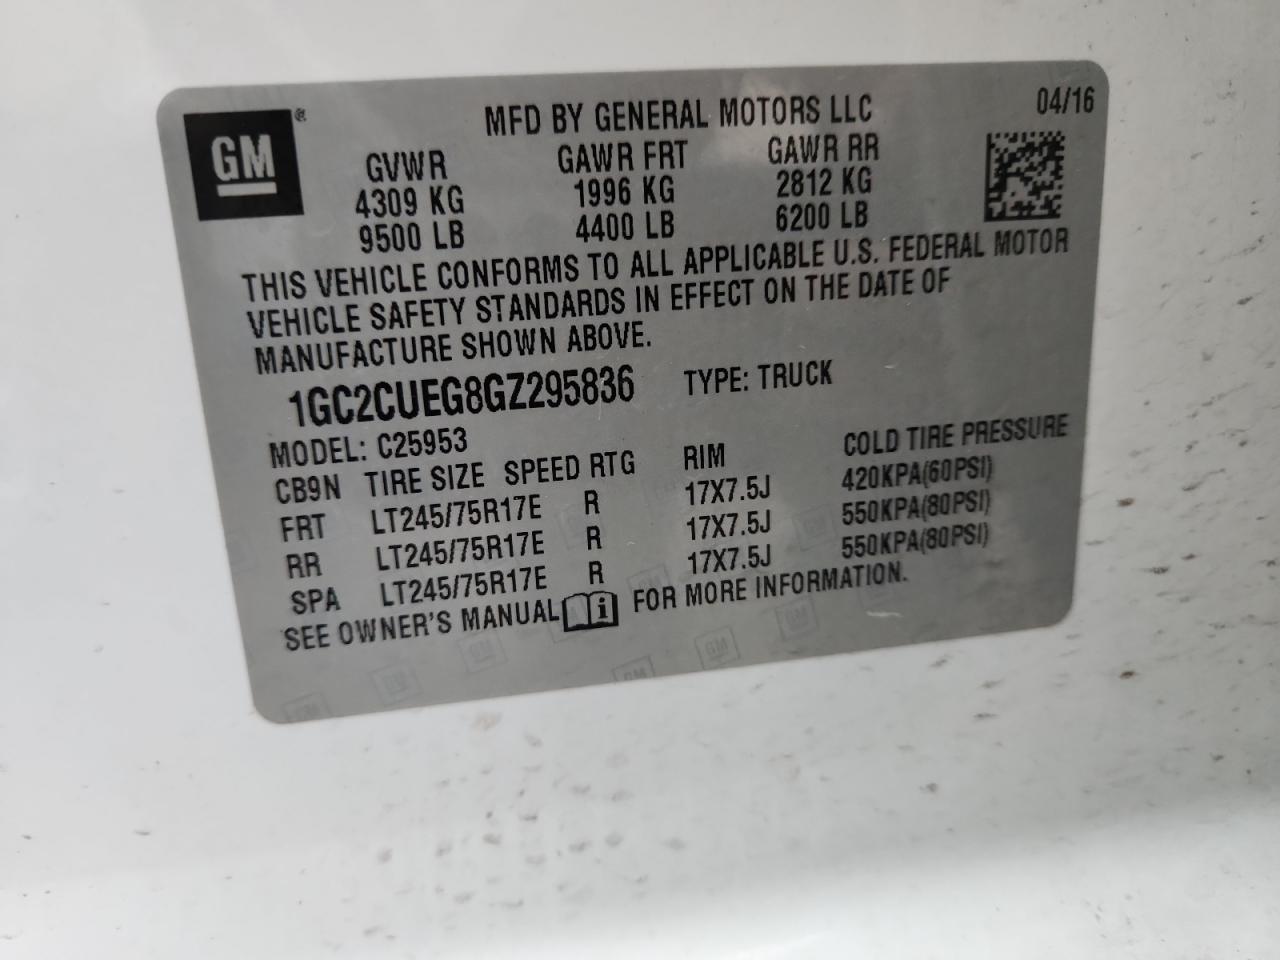 GM®
MFD BY GENERAL MOTORS LLC 04/16
GVWR GAWR FRT GAWR RR
4309 KG 1996 KG 2812 KG
9500 LB 4400 LB 6200 LB
THIS VEHICLE CONFORMS TO ALL APPLICABLE U.S. FEDERAL MOTOR
VEHICLE SAFETY STANDARDS IN EFFECT ON THE DATE OF
MANUFACTURE SHOWN ABOVE.
1GC2CUEG8GZ295836 TYPE: TRUCK
MODEL: C25953
CB9N TIRE SIZE SPEED RTG RIM COLD TIRE PRESSURE
FRT LT245/75R17E R 17X7.5J 420KPA(60PSI)
RR LT245/75R17E R 17X7.5J 550KPA(80PSI)
SPA LT245/75R17E R 17X7.5J 550KPA(80PSI)
SEE OWNER'S MANUAL i FOR MORE INFORMATION.